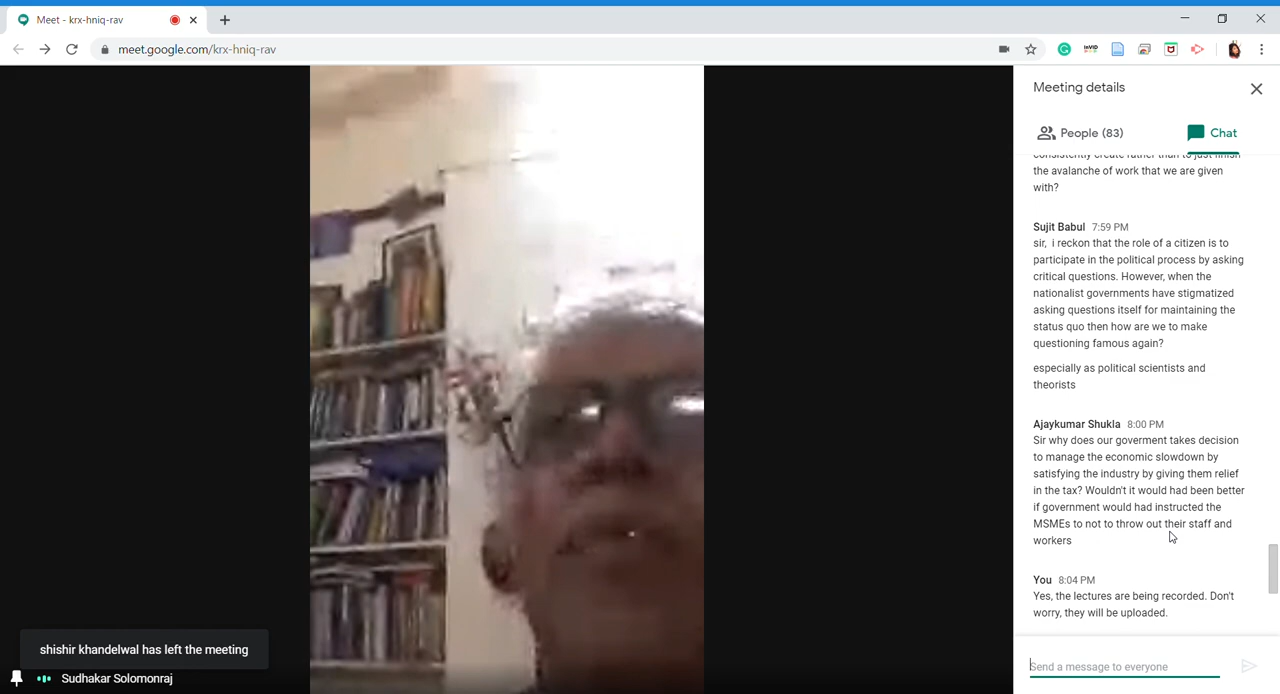 Meet - krx-hniq-rav
meet.google.com/krx-hniq-rav
InVID
Meeting details
People (83)
Chat
consistently create rather than to just finish
the avalanche of work that we are given
with?
Sujit Babul 7:59 PM
sir, i reckon that the role of a citizen is to
participate in the political process by asking
critical questions. However, when the
nationalist governments have stigmatized
asking questions itself for maintaining the
status quo then how are we to make
questioning famous again?
especially as political scientists and
theorists
Ajaykumar Shukla 8:00 PM
Sir why does our goverment takes decision
to manage the economic slowdown by
satisfying the industry by giving them relief
in the tax? Wouldn't it would had been better
if government would had instructed the
MSMEs to not to throw out their staff and
workers
You 8:04 PM
Yes, the lectures are being recorded. Don't
worry, they will be uploaded.
Send a message to everyone
shishir khandelwal has left the meeting
Sudhakar Solomonraj